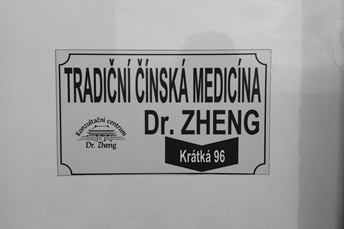 TRADIČNÍ ČÍNSKÁ MEDICÍNA
Dr. ZHENG
Konzultační centrum
Dr. Zheng
Krátká 96